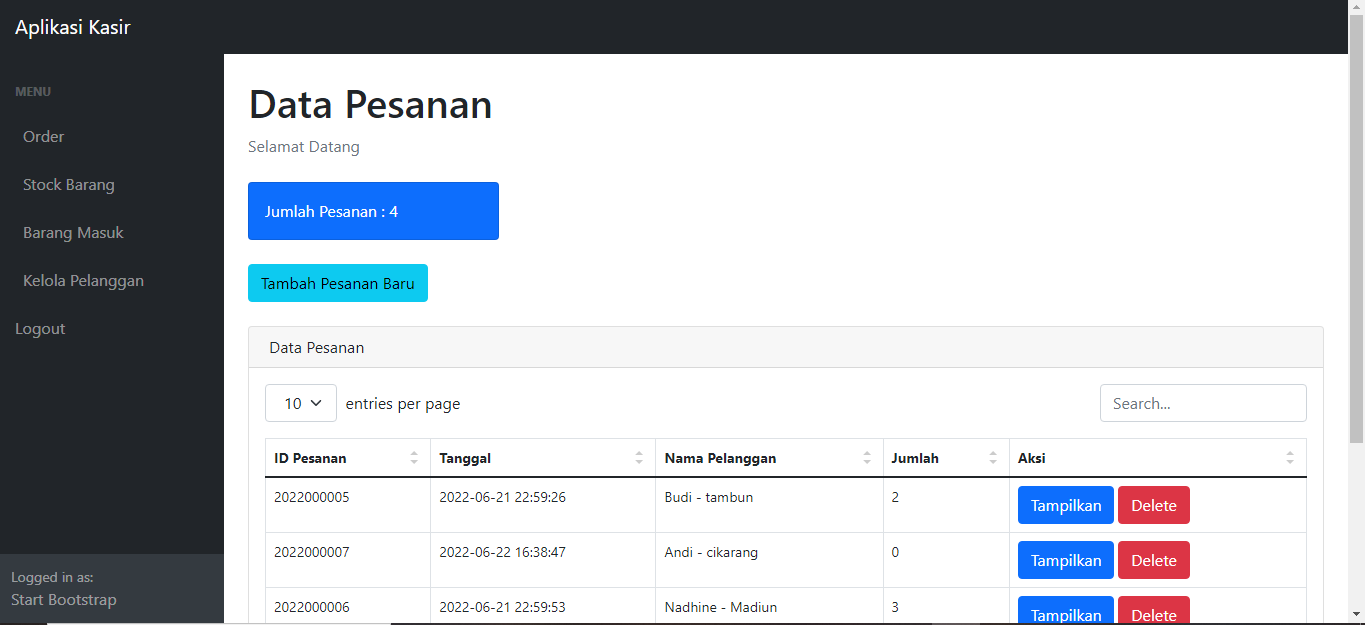 Aplikasi Kasir
MENU
Order
Stock Barang
Barang Masuk
Kelola Pelanggan
Logout
Logged in as:
Start Bootstrap
Data Pesanan
Selamat Datang
Jumlah Pesanan : 4
Tambah Pesanan Baru
Data Pesanan
10 entries per page
Search...
ID Pesanan Tanggal Nama Pelanggan Jumlah Aksi
2022000005 2022-06-21 22:59:26 Budi - tambun 2 Tampilkan Delete
2022000007 2022-06-22 16:38:47 Andi - cikarang 0 Tampilkan Delete
2022000006 2022-06-21 22:59:53 Nadhine - Madiun 3 Tampilkan Delete